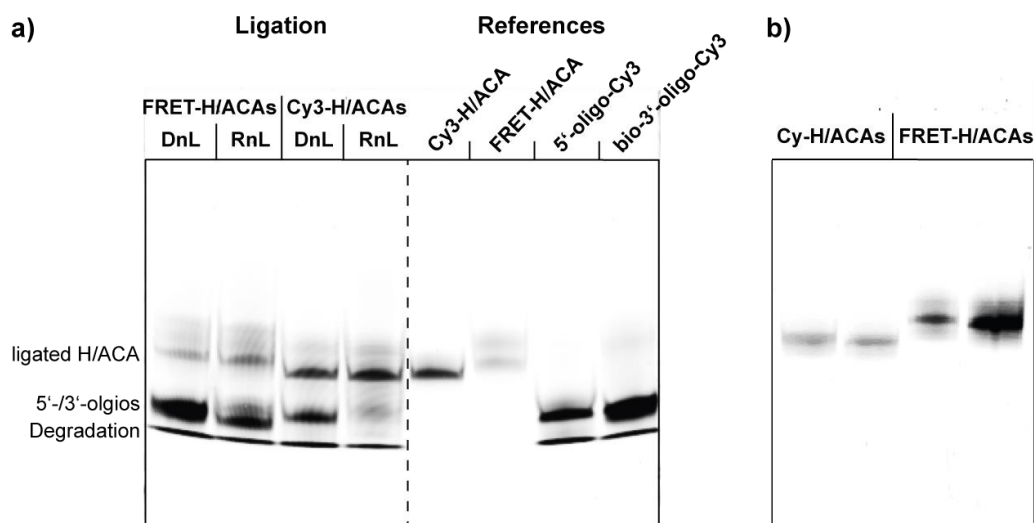 a)
Ligation
References
FRET-H/ACAs
Cy3-H/ACAs
DnL
RnL
DnL
RnL
Cy3-H/ACA
FRET-H/ACA
5‘-oligo-Cy3
bio-3‘-oligo-Cy3
ligated H/ACA
5‘-/3‘-olgios
Degradation
b)
Cy-H/ACAs
FRET-H/ACAs